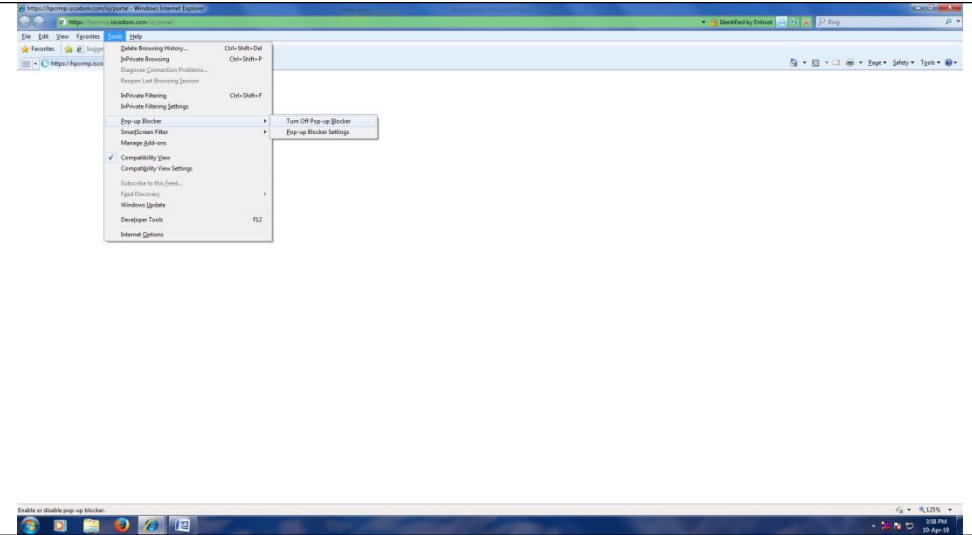 https://hpcrmp.iscodom.com/irj/portal - Windows Internet Explorer
https://hpcrmp.iscodom.com/irj/portal
Identified by Entrust
Bing
File Edit View Favorites Tools Help
Favorites
https://hpcrmp.isco
Page Safety Tools
Delete Browsing History... Ctrl+Shift+Del
InPrivate Browsing Ctrl+Shift+P
Diagnose Connection Problems...
Reopen Last Browsing Session
InPrivate Filtering Ctrl+Shift+F
InPrivate Filtering Settings
Pop-up Blocker
Turn Off Pop-up Blocker
SmartScreen Filter
Pop-up Blocker Settings
Manage Add-ons
Compatibility View
Compatibility View Settings
Subscribe to this Feed...
Feed Discovery
Windows Update
Developer Tools F12
Internet Options
Enable or disable pop-up blocker.
125%
3:58 PM
10-Apr-18